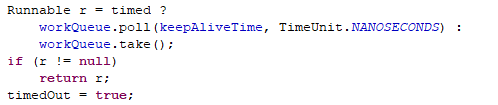 Runnable r = timed ?
    workQueue.poll(keepAliveTime, TimeUnit.NANOSECONDS) :
    workQueue.take();
if (r != null)
    return r;
timedOut = true;